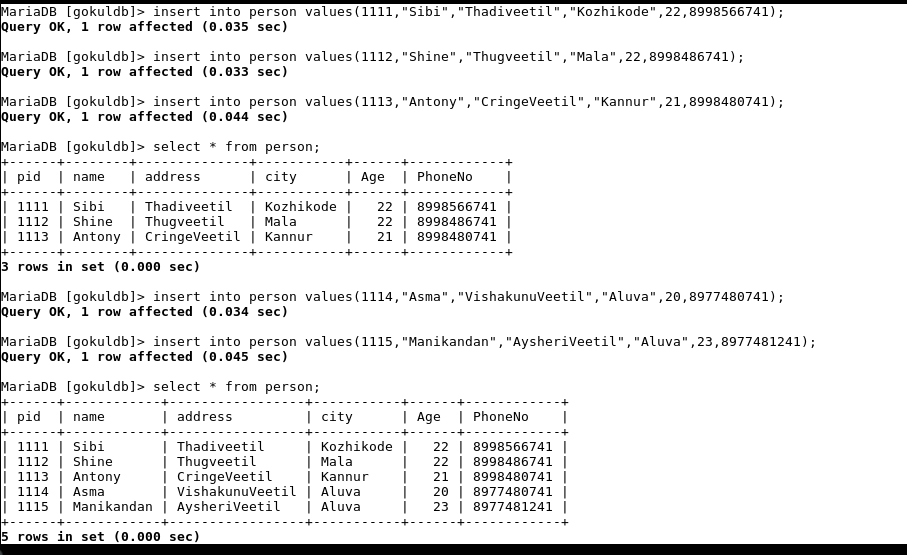 MariaDB [gokuldb]> insert into person values(1111,"Sibi","Thadiveetil","Kozhikode",22,8998566741);
Query OK, 1 row affected (0.035 sec)
MariaDB [gokuldb]> insert into person values(1112,"Shine","Thugveetil","Mala",22,8998486741);
Query OK, 1 row affected (0.033 sec)
MariaDB [gokuldb]> insert into person values(1113,"Antony","CringeVeetil","Kannur",21,8998480741);
Query OK, 1 row affected (0.044 sec)
MariaDB [gokuldb]> select * from person;
+------+--------+--------------+-----------+------+------------+
| pid  | name   | address      | city      | Age  | PhoneNo    |
+------+--------+--------------+-----------+------+------------+
| 1111 | Sibi   | Thadiveetil  | Kozhikode |   22 | 8998566741 |
| 1112 | Shine  | Thugveetil   | Mala      |   22 | 8998486741 |
| 1113 | Antony | CringeVeetil | Kannur    |   21 | 8998480741 |
+------+--------+--------------+-----------+------+------------+
3 rows in set (0.000 sec)
MariaDB [gokuldb]> insert into person values(1114,"Asma","VishakunuVeetil","Aluva",20,8977480741);
Query OK, 1 row affected (0.034 sec)
MariaDB [gokuldb]> insert into person values(1115,"Manikandan","AysheriVeetil","Aluva",23,8977481241);
Query OK, 1 row affected (0.045 sec)
MariaDB [gokuldb]> select * from person;
+------+------------+-----------------+-----------+------+------------+
| pid  | name       | address         | city      | Age  | PhoneNo    |
+------+------------+-----------------+-----------+------+------------+
| 1111 | Sibi       | Thadiveetil     | Kozhikode |   22 | 8998566741 |
| 1112 | Shine      | Thugveetil      | Mala      |   22 | 8998486741 |
| 1113 | Antony     | CringeVeetil    | Kannur    |   21 | 8998480741 |
| 1114 | Asma       | VishakunuVeetil | Aluva     |   20 | 8977480741 |
| 1115 | Manikandan | AysheriVeetil   | Aluva     |   23 | 8977481241 |
+------+------------+-----------------+-----------+------+------------+
5 rows in set (0.000 sec)